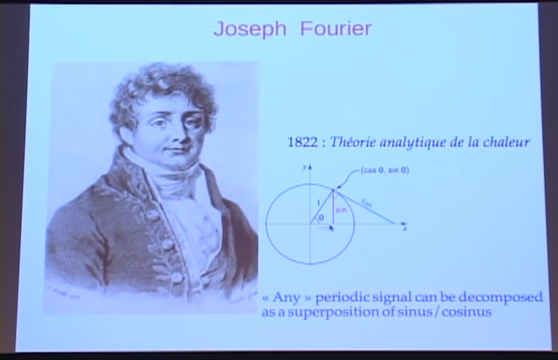 Joseph Fourier
1822 : Théorie analytique de la chaleur
y
(cos θ, sin θ)
1
θ
sin
tan
x
« Any » periodic signal can be decomposed
as a superposition of sinus/cosinus